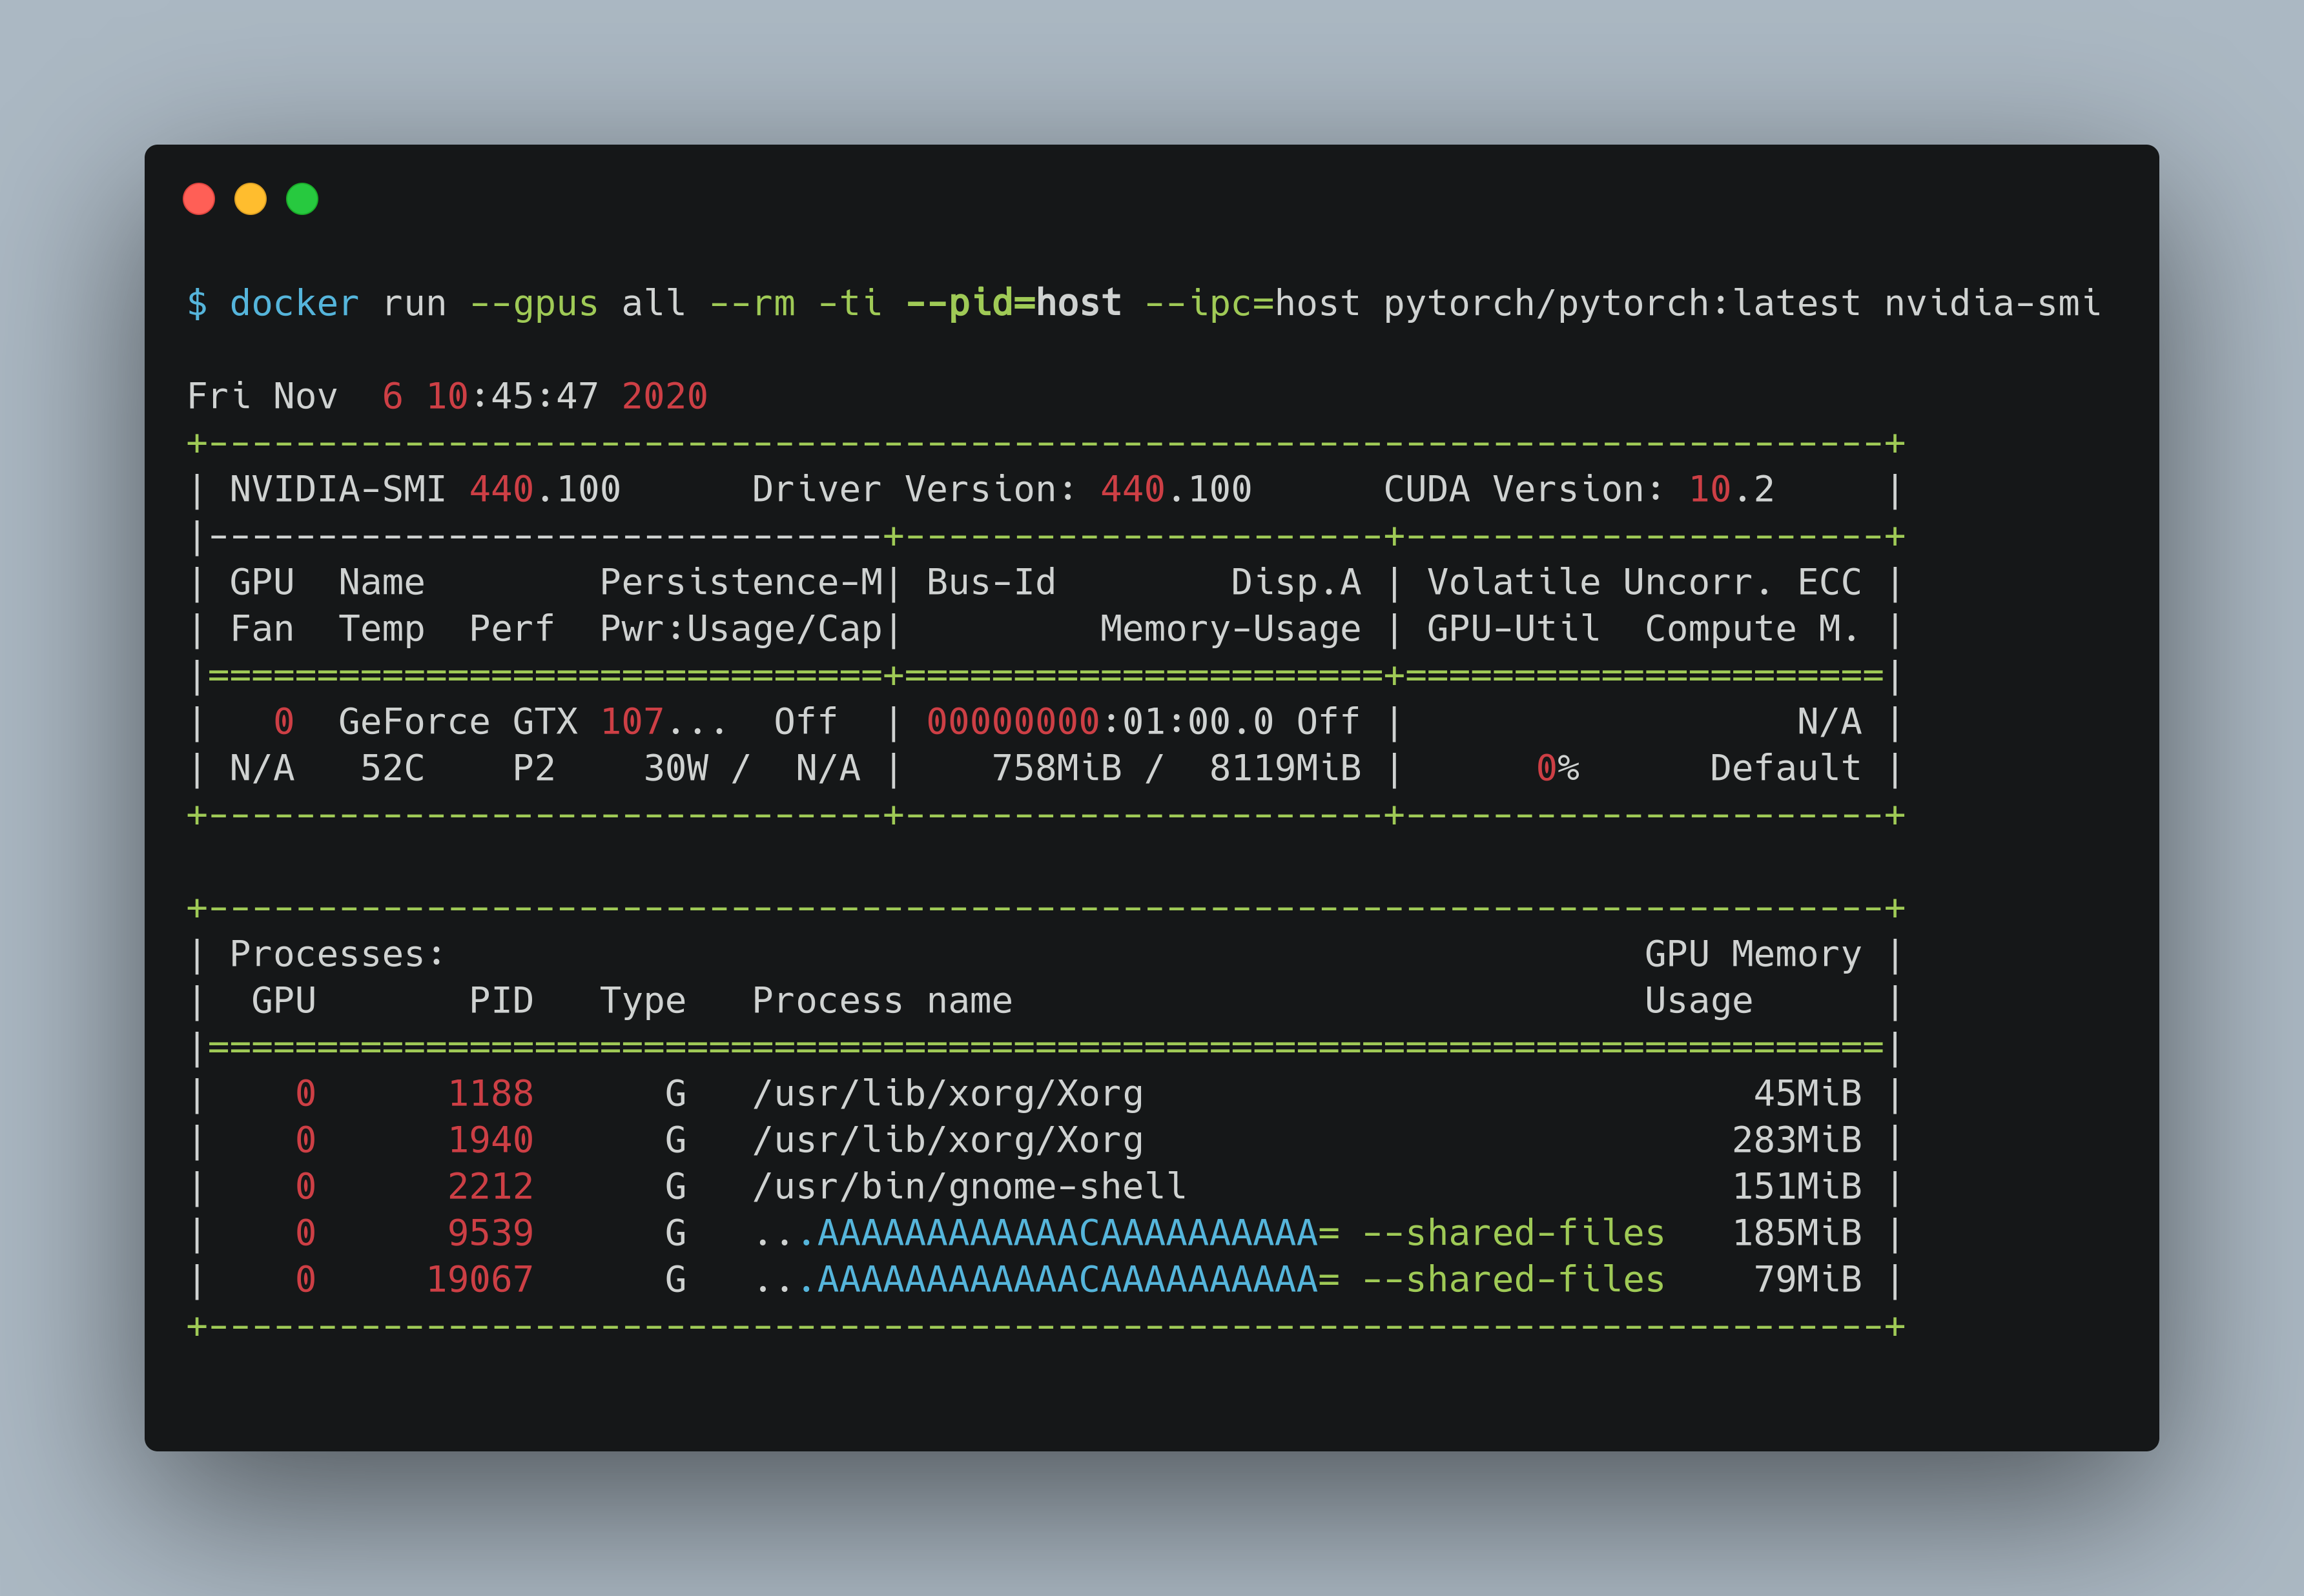 $ docker run --gpus all --rm -ti --pid=host --ipc=host pytorch/pytorch:latest nvidia-smi

Fri Nov  6 10:45:47 2020
+-----------------------------------------------------------------------------+
| NVIDIA-SMI 440.100      Driver Version: 440.100      CUDA Version: 10.2     |
|-------------------------------+----------------------+----------------------+
| GPU  Name        Persistence-M| Bus-Id        Disp.A | Volatile Uncorr. ECC |
| Fan  Temp  Perf  Pwr:Usage/Cap|         Memory-Usage | GPU-Util  Compute M. |
|===============================+======================+======================|
|   0  GeForce GTX 107...  Off  | 00000000:01:00.0 Off |                  N/A |
| N/A   52C    P2    30W /  N/A |    758MiB /  8119MiB |      0%      Default |
+-------------------------------+----------------------+----------------------+

+-----------------------------------------------------------------------------+
| Processes:                                                       GPU Memory |
|  GPU       PID   Type   Process name                             Usage      |
|=============================================================================|
|    0      1188      G   /usr/lib/xorg/Xorg                            45MiB |
|    0      1940      G   /usr/lib/xorg/Xorg                           283MiB |
|    0      2212      G   /usr/bin/gnome-shell                         151MiB |
|    0      9539      G   ...AAAAAAAAAAAACAAAAAAAAAA= --shared-files   185MiB |
|    0     19067      G   ...AAAAAAAAAAAACAAAAAAAAAA= --shared-files    79MiB |
+-----------------------------------------------------------------------------+